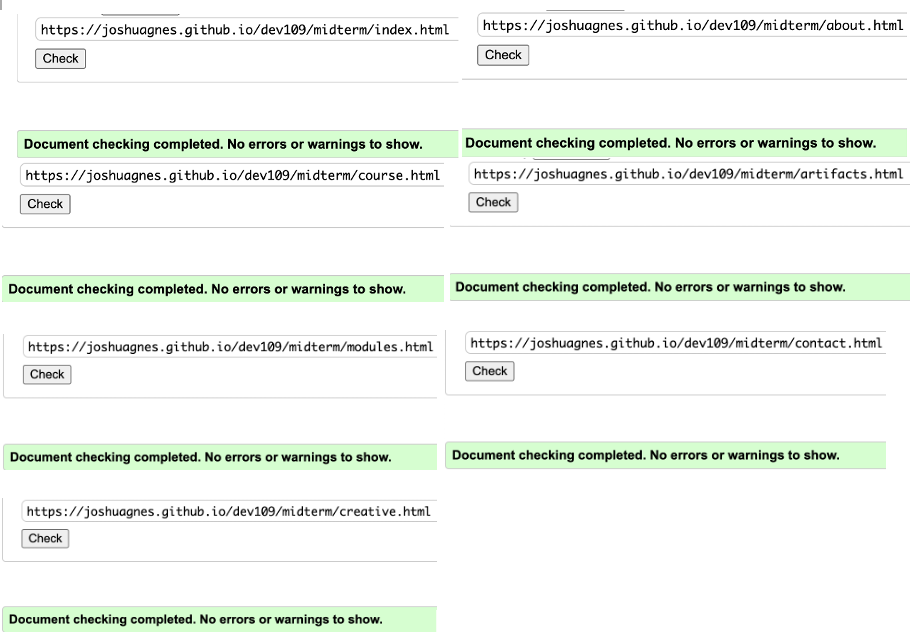 https://joshuagnes.github.io/dev109/midterm/index.html
Check
Document checking completed. No errors or warnings to show.
https://joshuagnes.github.io/dev109/midterm/about.html
Check
Document checking completed. No errors or warnings to show.
https://joshuagnes.github.io/dev109/midterm/course.html
Check
Document checking completed. No errors or warnings to show.
https://joshuagnes.github.io/dev109/midterm/artifacts.html
Check
Document checking completed. No errors or warnings to show.
https://joshuagnes.github.io/dev109/midterm/modules.html
Check
Document checking completed. No errors or warnings to show.
https://joshuagnes.github.io/dev109/midterm/contact.html
Check
Document checking completed. No errors or warnings to show.
https://joshuagnes.github.io/dev109/midterm/creative.html
Check
Document checking completed. No errors or warnings to show.